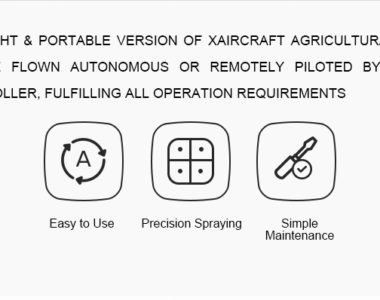 HT & PORTABLE VERSION OF XAIRCRAFT AGRICULTURA
FLOWN AUTONOMOUS OR REMOTELY PILOTED BY
OLLER, FULFILLING ALL OPERATION REQUIREMENTS
A
Easy to Use
Precision Spraying
Simple
Maintenance